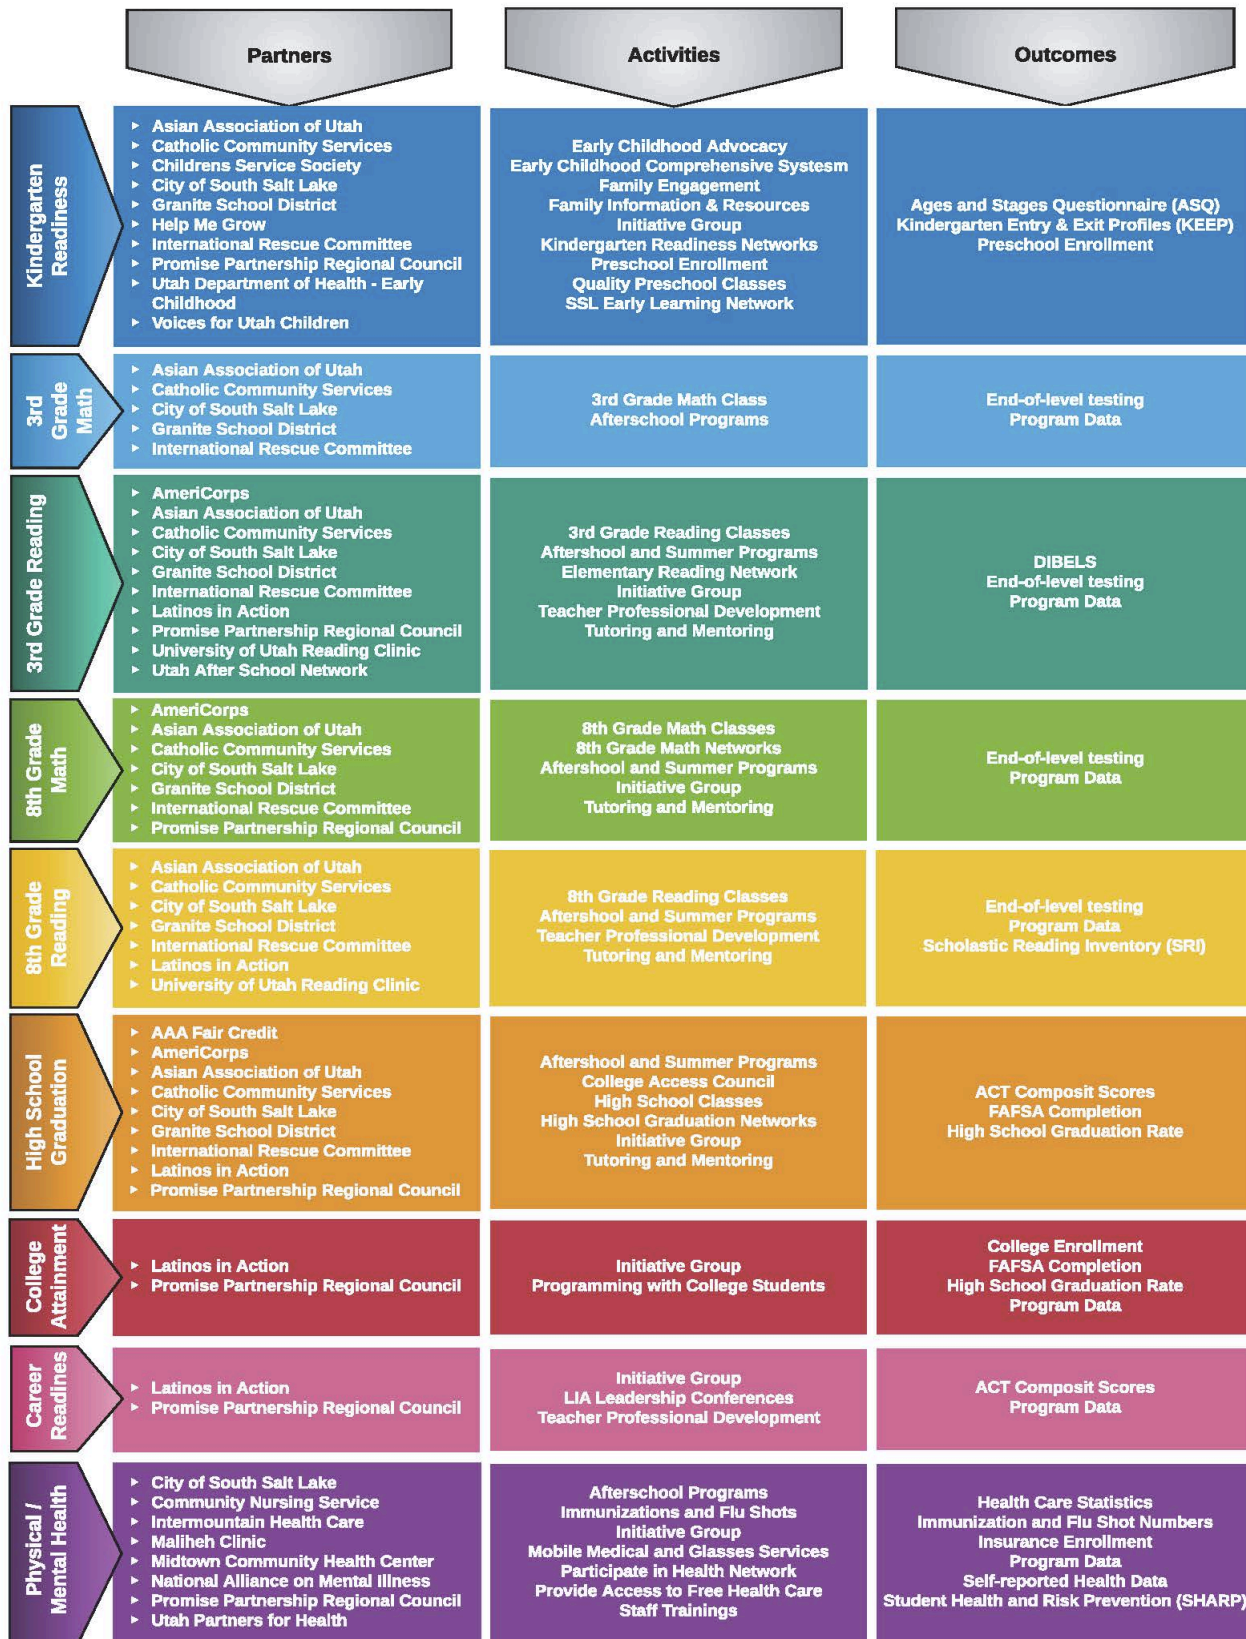 Partners
Activities
Outcomes
Kindergarten
Readiness
Asian Association of Utah
Catholic Community Services
Childrens Service Society
City of South Salt Lake
Granite School District
Help Me Grow
International Rescue Committee
Promise Partnership Regional Council
Utah Department of Health - Early
Childhood
Voices for Utah Children
Early Childhood Advocacy
Early Childhood Comprehensive Systesm
Family Engagement
Family Information & Resources
Initiative Group
Kindergarten Readiness Networks
Preschool Enrollment
Quality Preschool Classes
SSL Early Learning Network
Ages and Stages Questionnaire (ASQ)
Kindergarten Entry & Exit Profiles (KEEP)
Preschool Enrollment
3rd
Grade
Math
Asian Association of Utah
Catholic Community Services
City of South Salt Lake
Granite School District
International Rescue Committee
3rd Grade Math Class
Afterschool Programs
End-of-level testing
Program Data
3rd Grade Reading
AmeriCorps
Asian Association of Utah
Catholic Community Services
City of South Salt Lake
Granite School District
International Rescue Committee
Latinos in Action
Promise Partnership Regional Council
University of Utah Reading Clinic
Utah After School Network
3rd Grade Reading Classes
Aftershool and Summer Programs
Elementary Reading Network
Initiative Group
Teacher Professional Development
Tutoring and Mentoring
DIBELS
End-of-level testing
Program Data
8th Grade
Math
AmeriCorps
Asian Association of Utah
Catholic Community Services
City of South Salt Lake
Granite School District
International Rescue Committee
Promise Partnership Regional Council
8th Grade Math Classes
8th Grade Math Networks
Aftershool and Summer Programs
Initiative Group
Tutoring and Mentoring
End-of-level testing
Program Data
8th Grade
Reading
Asian Association of Utah
Catholic Community Services
City of South Salt Lake
Granite School District
International Rescue Committee
Latinos in Action
University of Utah Reading Clinic
8th Grade Reading Classes
Aftershool and Summer Programs
Teacher Professional Development
Tutoring and Mentoring
End-of-level testing
Program Data
Scholastic Reading Inventory (SRI)
High School
Graduation
AAA Fair Credit
AmeriCorps
Asian Association of Utah
Catholic Community Services
City of South Salt Lake
Granite School District
International Rescue Committee
Latinos in Action
Promise Partnership Regional Council
Aftershool and Summer Programs
College Access Council
High School Classes
High School Graduation Networks
Initiative Group
Tutoring and Mentoring
ACT Composit Scores
FAFSA Completion
High School Graduation Rate
College
Attainment
Latinos in Action
Promise Partnership Regional Council
Initiative Group
Programming with College Students
College Enrollment
FAFSA Completion
High School Graduation Rate
Program Data
Career
Readines
Latinos in Action
Promise Partnership Regional Council
Initiative Group
LIA Leadership Conferences
Teacher Professional Development
ACT Composit Scores
Program Data
Physical /
Mental Health
City of South Salt Lake
Community Nursing Service
Intermountain Health Care
Maliheh Clinic
Midtown Community Health Center
National Alliance on Mental Illness
Promise Partnership Regional Council
Utah Partners for Health
Afterschool Programs
Immunizations and Flu Shots
Initiative Group
Mobile Medical and Glasses Services
Participate in Health Network
Provide Access to Free Health Care
Staff Trainings
Health Care Statistics
Immunization and Flu Shot Numbers
Insurance Enrollment
Program Data
Self-reported Health Data
Student Health and Risk Prevention (SHARP)